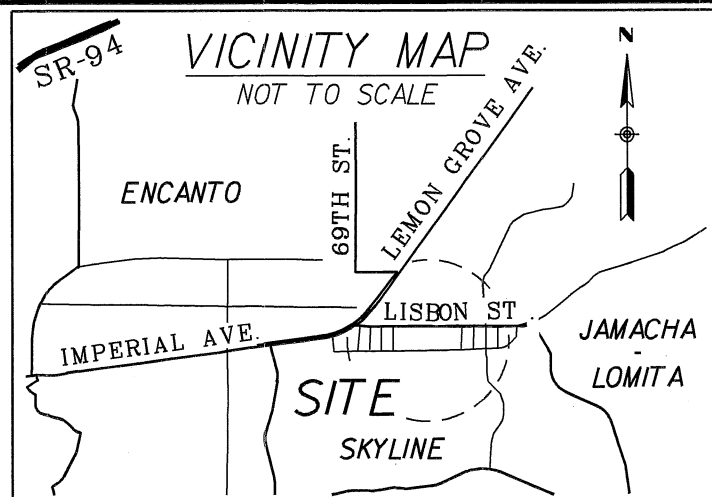 SR-94
VICINITY MAP
NOT TO SCALE
N
ENCANTO
69TH ST.
LEMON GROVE AVE.
LISBON ST
IMPERIAL AVE.
JAMACHA
-
LOMITA
SITE
SKYLINE